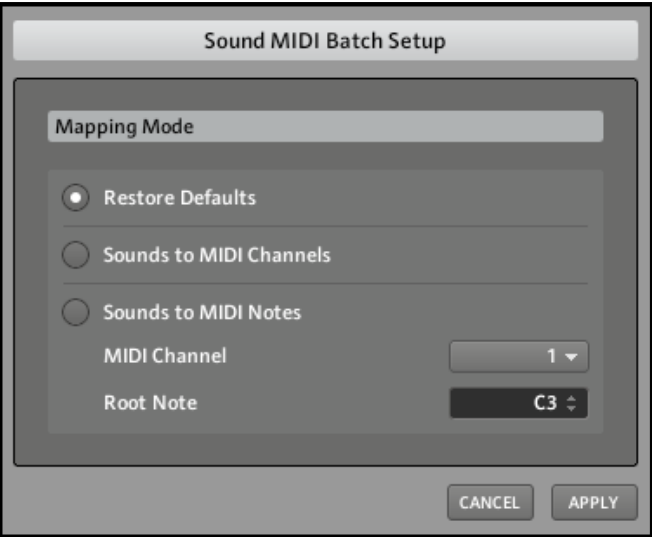 Sound MIDI Batch Setup
Mapping Mode
Restore Defaults
Sounds to MIDI Channels
Sounds to MIDI Notes
MIDI Channel 1
Root Note C3
CANCEL APPLY